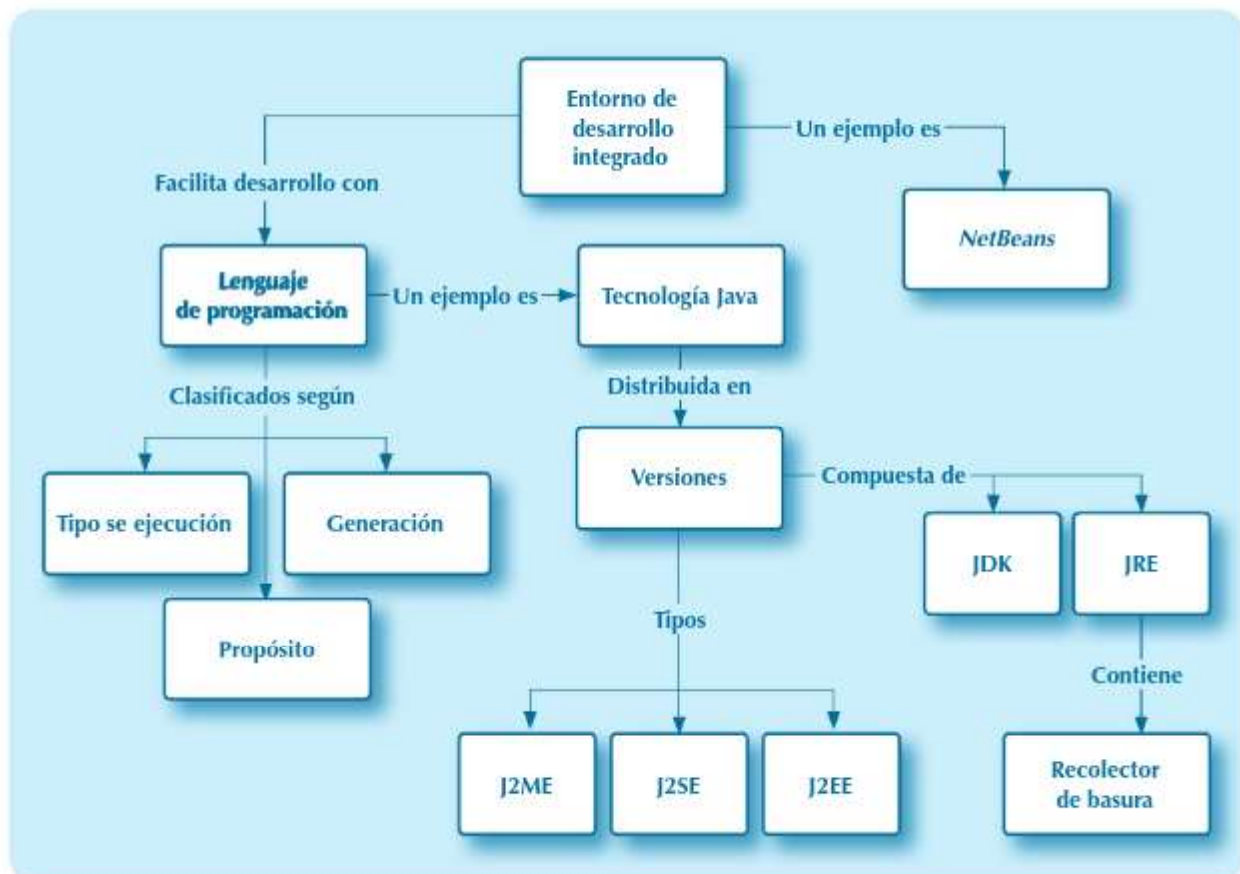 Entorno de
desarrollo
integrado
Un ejemplo es
Facilita desarrollo con
NetBeans
Lenguaje
de programación
Un ejemplo es
Tecnología Java
Distribuida en
Clasificados según
Versiones
Compuesta de
Tipo se ejecución
Generación
JDK
JRE
Propósito
Tipos
Contiene
J2ME
J2SE
J2EE
Recolector
de basura